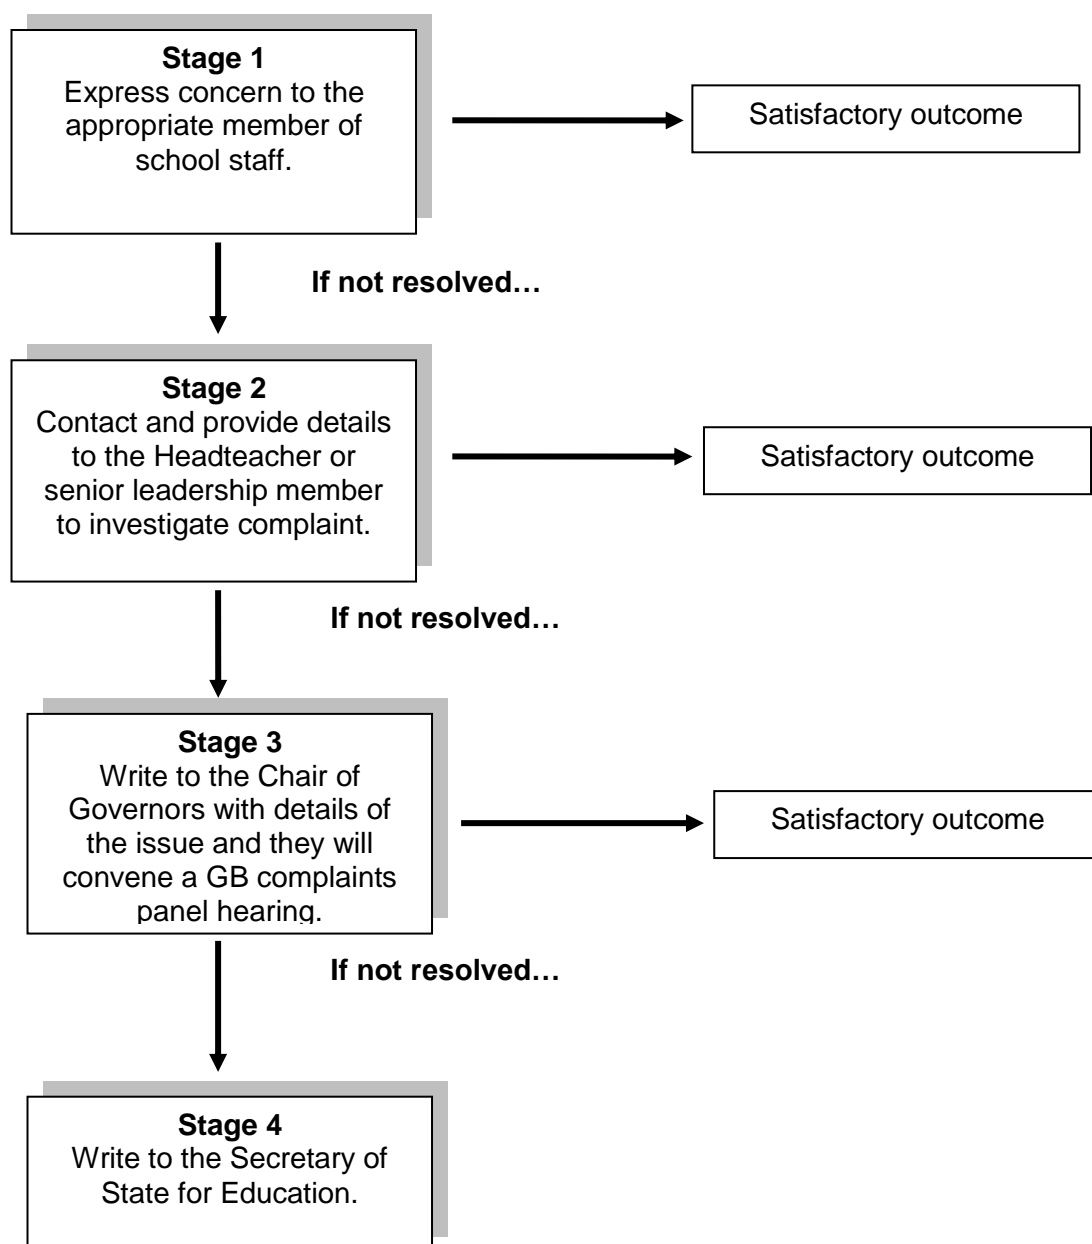 Stage 1
Express concern to the
appropriate member of
school staff.
Satisfactory outcome
If not resolved…
Stage 2
Contact and provide details
to the Headteacher or
senior leadership member
to investigate complaint.
Satisfactory outcome
If not resolved…
Stage 3
Write to the Chair of
Governors with details of
the issue and they will
convene a GB complaints
panel hearing.
Satisfactory outcome
If not resolved…
Stage 4
Write to the Secretary of
State for Education.